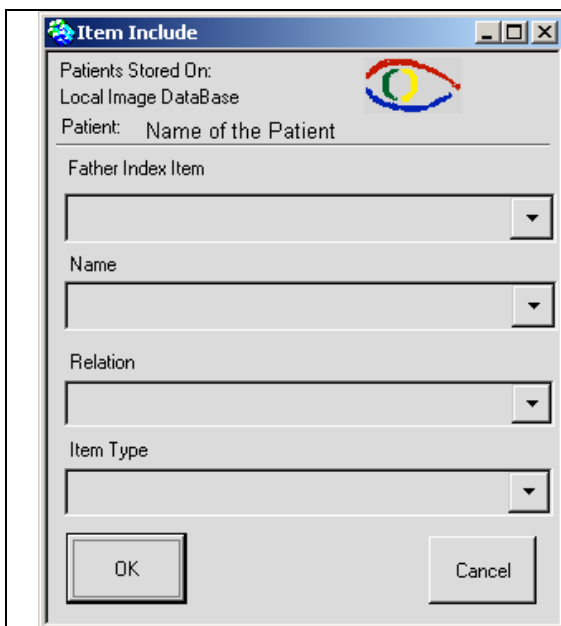 Item Include
Patients Stored On:
Local Image DataBase
Patient: Name of the Patient
Father Index Item
Name
Relation
Item Type
OK Cancel